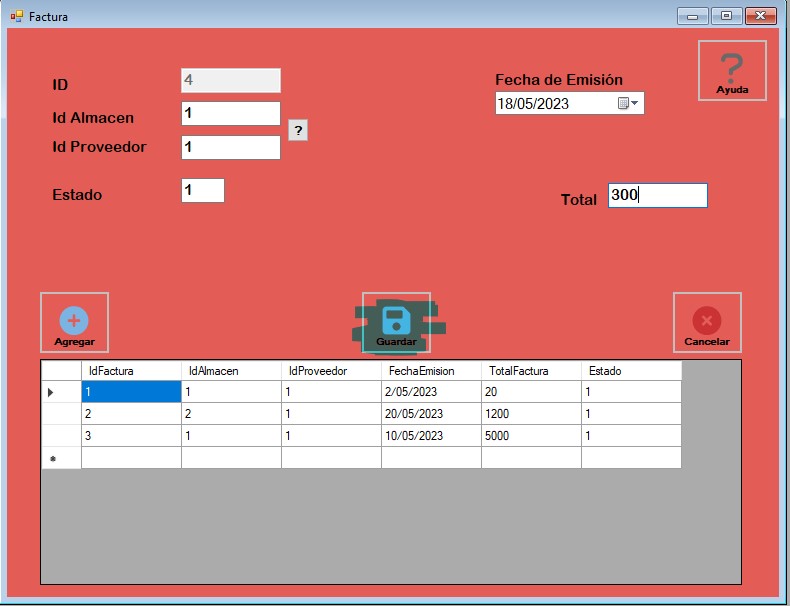 Factura
ID 4
Fecha de Emisión
Id Almacen 1
18/05/2023
? Ayuda
Id Proveedor 1
?
Estado 1
Total 300
Agregar Guardar Cancelar
IdFactura IdAlmacen IdProveedor FechaEmision TotalFactura Estado
1 1 1 2/05/2023 20 1
2 2 1 20/05/2023 1200 1
3 1 1 10/05/2023 5000 1